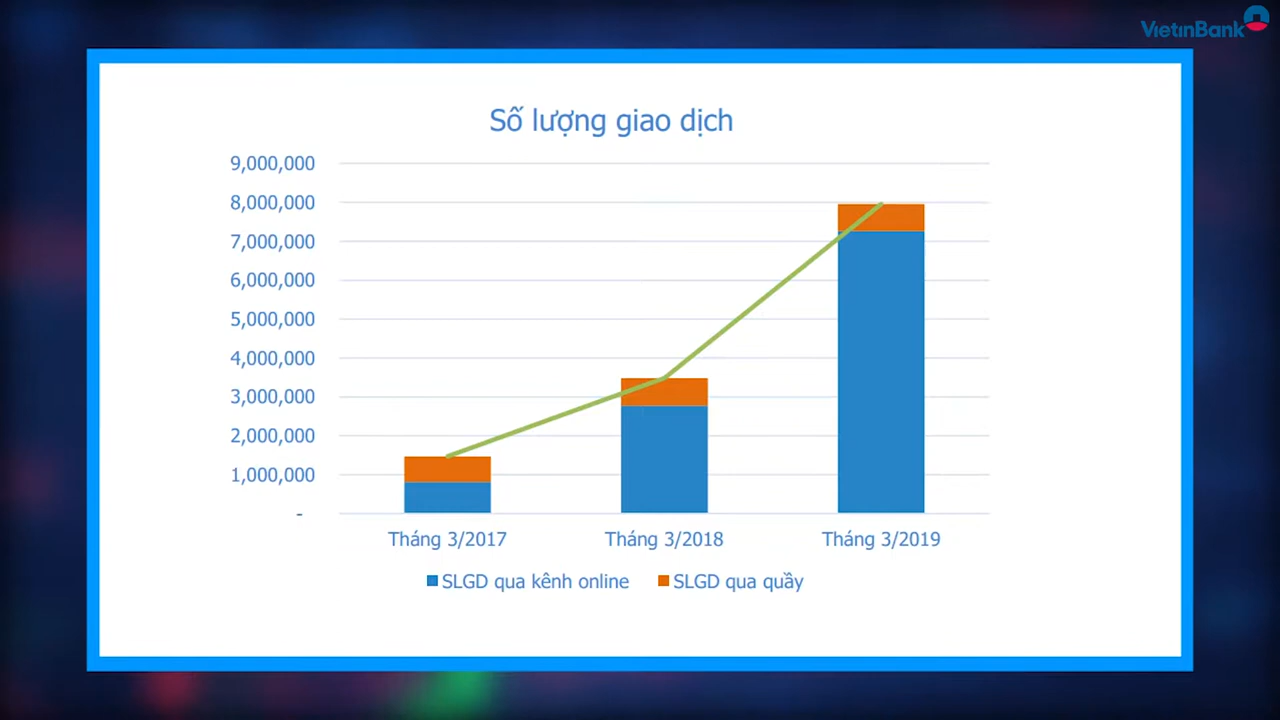 VietinBank
Số lượng giao dịch
9,000,000
8,000,000
7,000,000
6,000,000
5,000,000
4,000,000
3,000,000
2,000,000
1,000,000
-
Tháng 3/2017 Tháng 3/2018 Tháng 3/2019
SLGD qua kênh online SLGD qua quầy